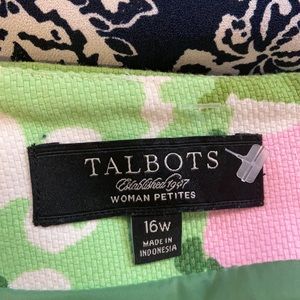 TALBOTS
Established 1947
WOMAN PETITES
16W
MADE IN
INDONESIA